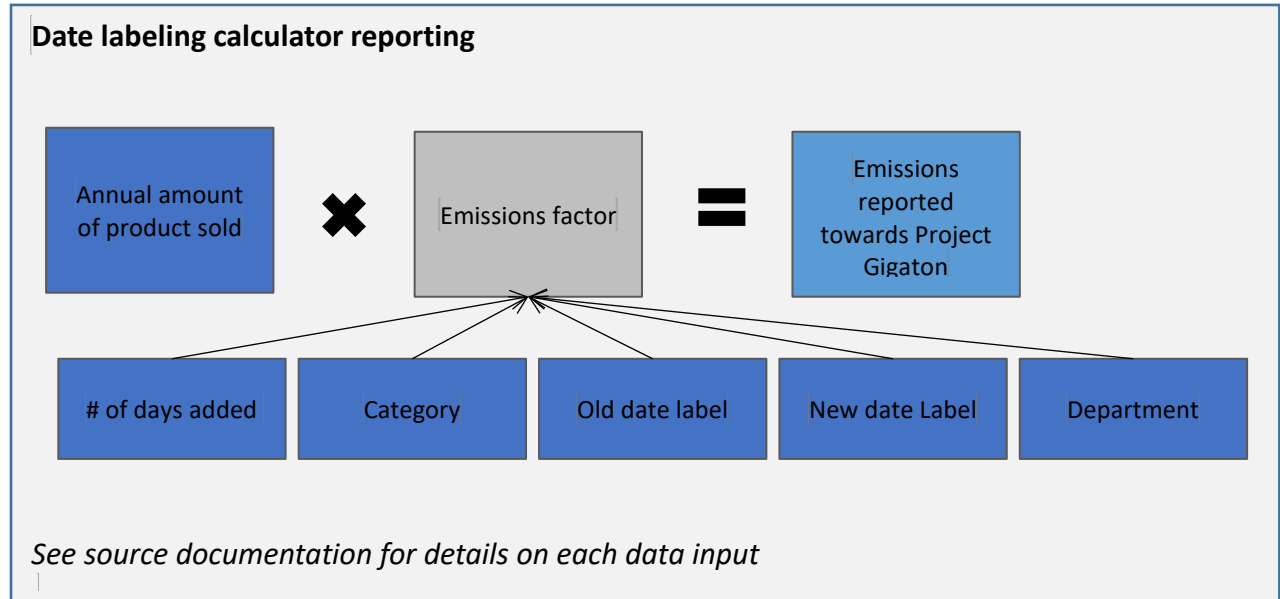 Date labeling calculator reporting
Annual amount
of product sold
Emissions factor
Emissions
reported
towards Project
Gigaton
# of days added
Category
Old date label
New date Label
Department
See source documentation for details on each data input